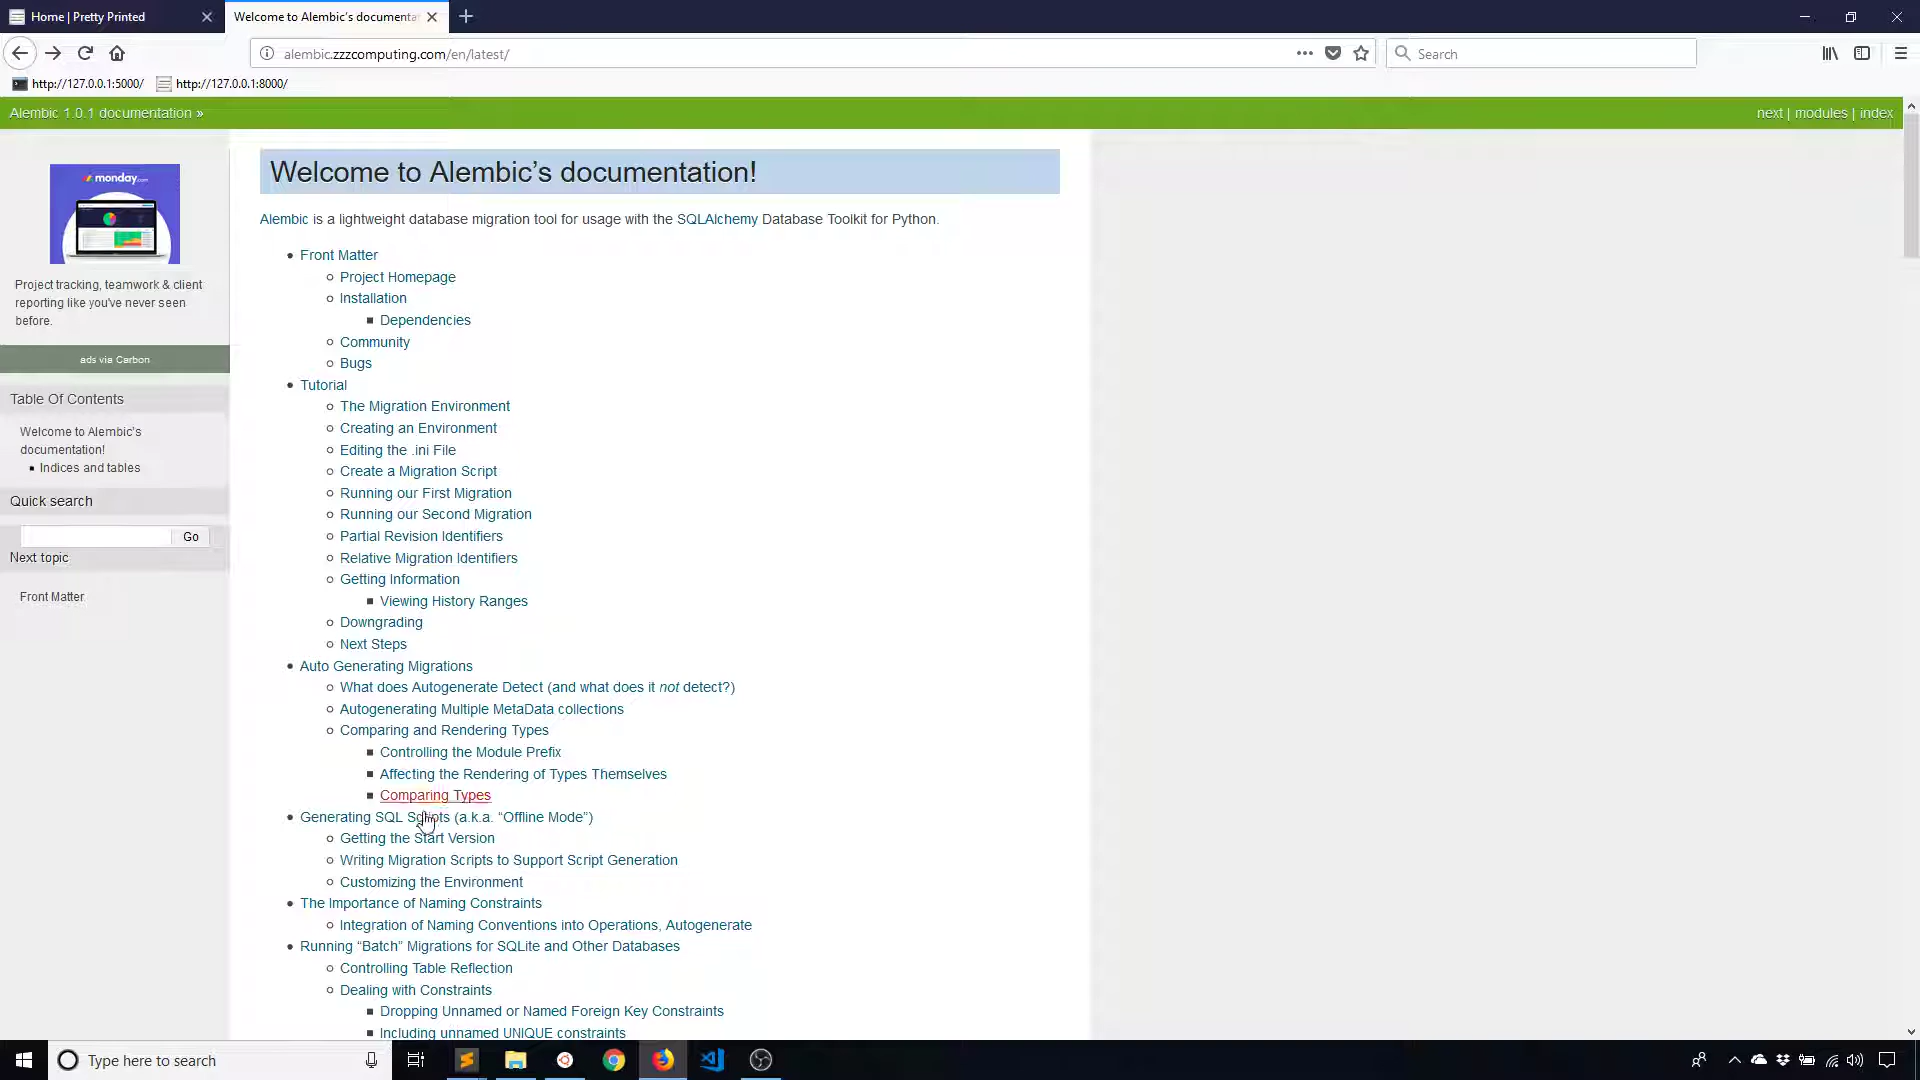 Home | Pretty Printed
Welcome to Alembic's documenta
alembic.zzzcomputing.com/en/latest/
Search
http://127.0.0.1:5000/
http://127.0.0.1:8000/
Alembic 1.0.1 documentation »
next | modules | index
monday.com
Project tracking, teamwork & client
reporting like you've never seen
before.
ads via Carbon
Table Of Contents
Welcome to Alembic's
documentation!
Indices and tables
Quick search
Go
Next topic
Front Matter
Welcome to Alembic's documentation!
Alembic is a lightweight database migration tool for usage with the SQLAlchemy Database Toolkit for Python.
Front Matter
Project Homepage
Installation
Dependencies
Community
Bugs
Tutorial
The Migration Environment
Creating an Environment
Editing the .ini File
Create a Migration Script
Running our First Migration
Running our Second Migration
Partial Revision Identifiers
Relative Migration Identifiers
Getting Information
Viewing History Ranges
Downgrading
Next Steps
Auto Generating Migrations
What does Autogenerate Detect (and what does it not detect?)
Autogenerating Multiple MetaData collections
Comparing and Rendering Types
Controlling the Module Prefix
Affecting the Rendering of Types Themselves
Comparing Types
Generating SQL Scripts (a.k.a. “Offline Mode”)
Getting the Start Version
Writing Migration Scripts to Support Script Generation
Customizing the Environment
The Importance of Naming Constraints
Integration of Naming Conventions into Operations, Autogenerate
Running “Batch” Migrations for SQLite and Other Databases
Controlling Table Reflection
Dealing with Constraints
Dropping Unnamed or Named Foreign Key Constraints
Including unnamed UNIQUE constraints
Type here to search